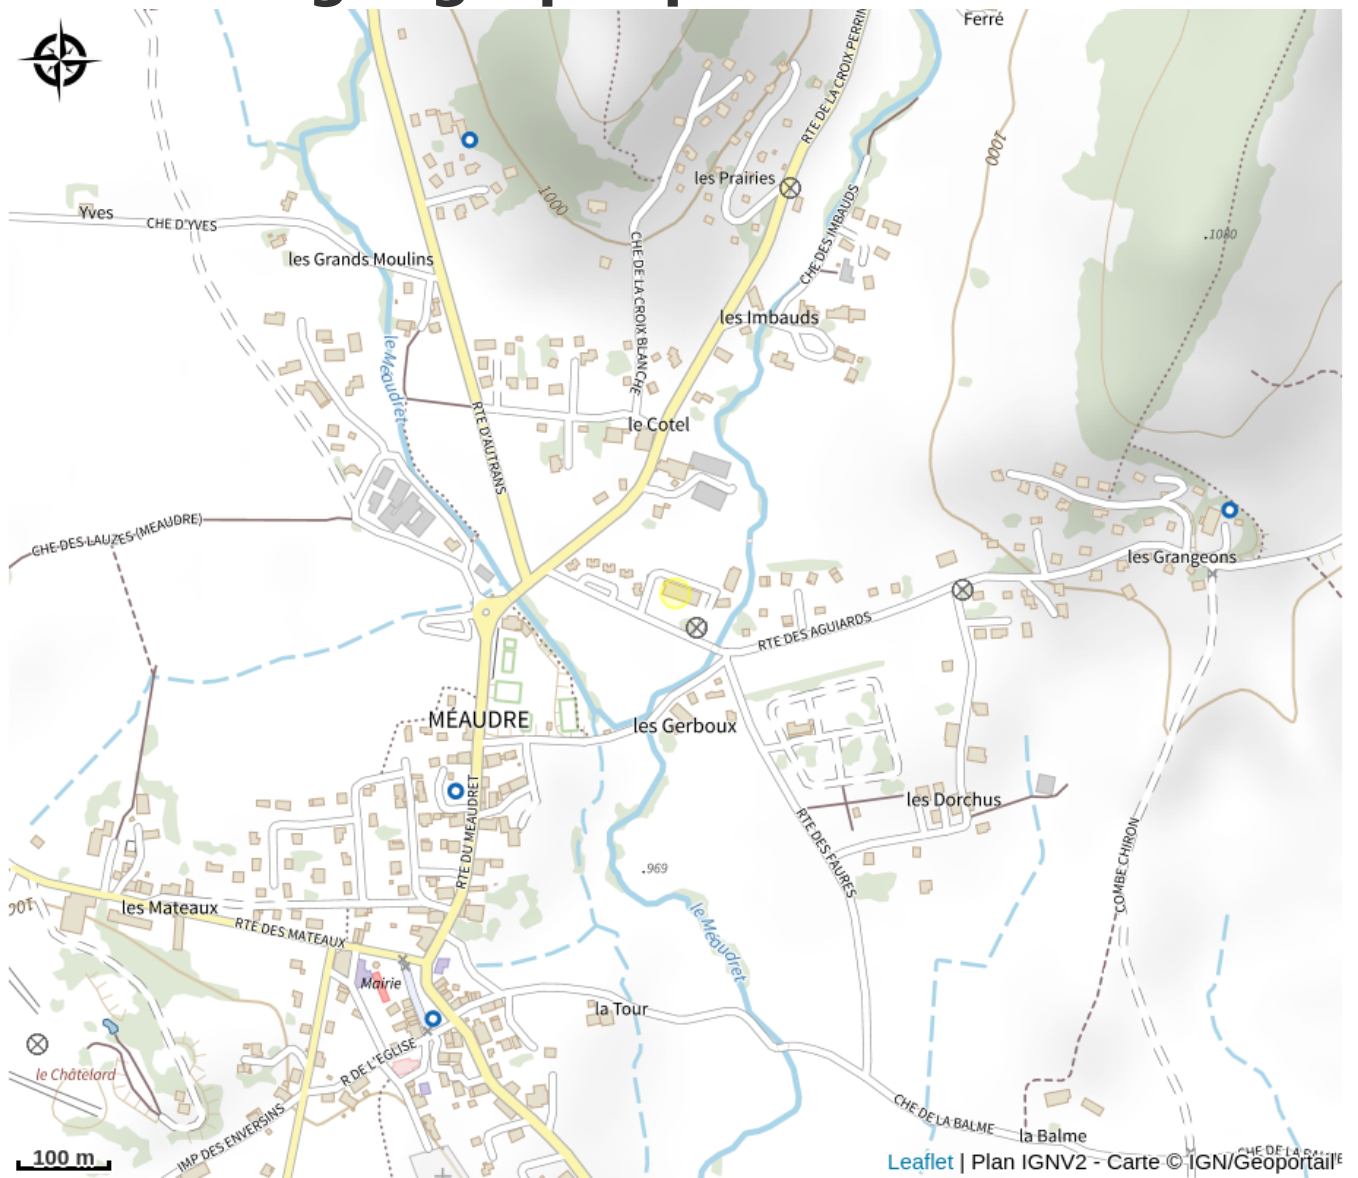 Ferré
RTE DE LA CROIX PERRIN
1000
les Prairies
1000
Yves
CHE D'YVES
CHE DES IMBAUDS
.1080
les Grands Moulins
CHE DE LA CROIX BLANCHE
les Imbauds
le Méaudret
RTE D'AUTRANS
le Cotel
CHE DES LAUZES (MEAUDRE)
les Grangeons
RTE DES AGUIARDS
MÉAUDRE
les Gerboux
RTE DU MEAUDRET
les Dorchus
RTE DES FAURES
COMBE CHIRON
.969
les Mateaux
RTE DES MATEAUX
le Méaudret
Mairie
la Tour
R DE L'EGLISE
le Châtelard
CHE DE LA BALME
IMP DES ENVERSINS
la Balme
100 m
Leaflet | Plan IGNV2 - Carte © IGN/Geoportail